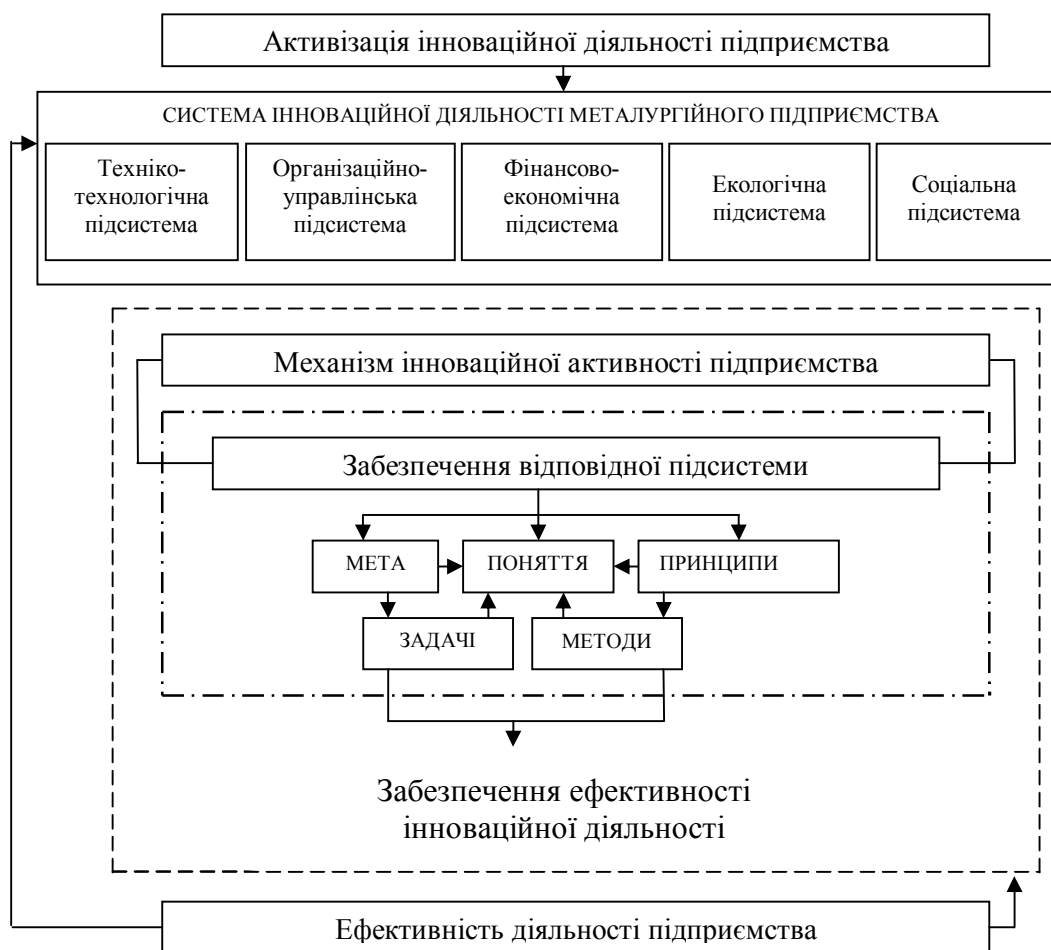 Активізація інноваційної діяльності підприємства
СИСТЕМА ІННОВАЦІЙНОЇ ДІЯЛЬНОСТІ МЕТАЛУРГІЙНОГО ПІДПРИЄМСТВА
Техніко-
технологічна
підсистема
Організаційно-
управлінська
підсистема
Фінансово-
економічна
підсистема
Екологічна
підсистема
Соціальна
підсистема
Механізм інноваційної активності підприємства
Забезпечення відповідної підсистеми
МЕТА
ПОНЯТТЯ
ПРИНЦИПИ
ЗАДАЧІ
МЕТОДИ
Забезпечення ефективності
інноваційної діяльності
Ефективність діяльності підприємства